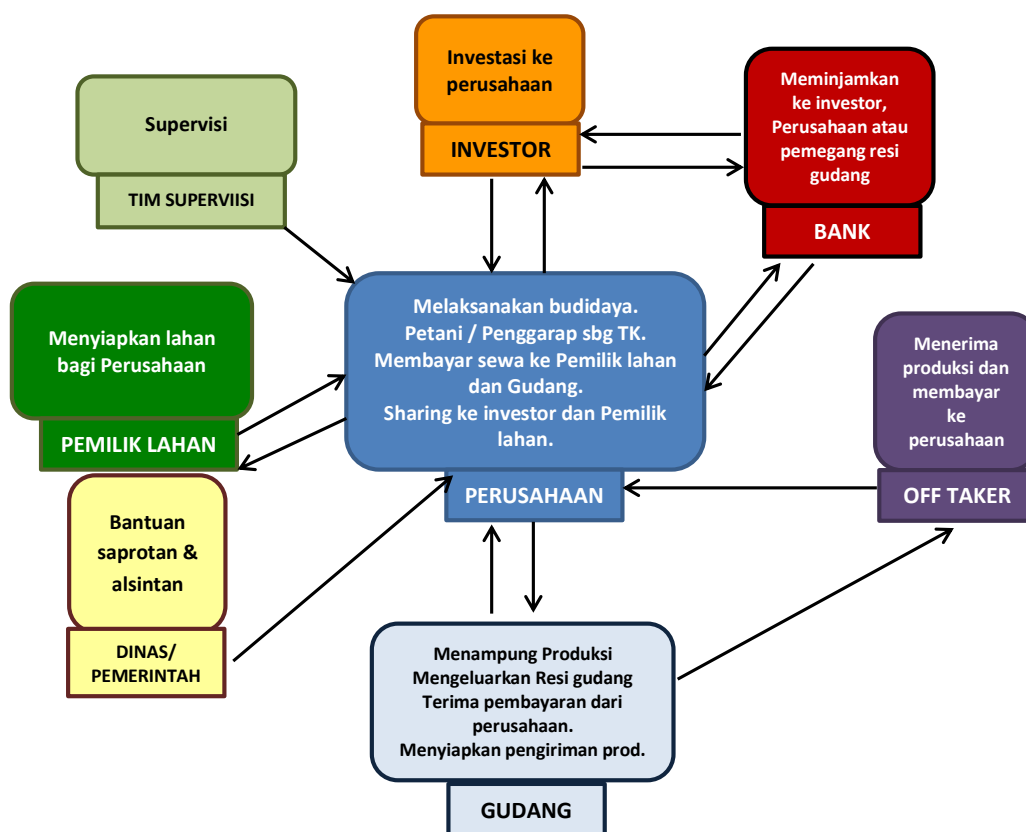 Investasi ke
perusahaan
INVESTOR
Meminjamkan
ke investor,
Perusahaan atau
pemegang resi
gudang
BANK
Supervisi
TIM SUPERVIISI
Menyiapkan lahan
bagi Perusahaan
PEMILIK LAHAN
Melaksanakan budidaya.
Petani / Penggarap sbg TK.
Membayar sewa ke Pemilik lahan
dan Gudang.
Sharing ke investor dan Pemilik
lahan.
PERUSAHAAN
Menerima
produksi dan
membayar
ke
perusahaan
OFF TAKER
Bantuan
saprotan &
alsintan
DINAS/
PEMERINTAH
Menampung Produksi
Mengeluarkan Resi gudang
Terima pembayaran dari
perusahaan.
Menyiapkan pengiriman prod.
GUDANG